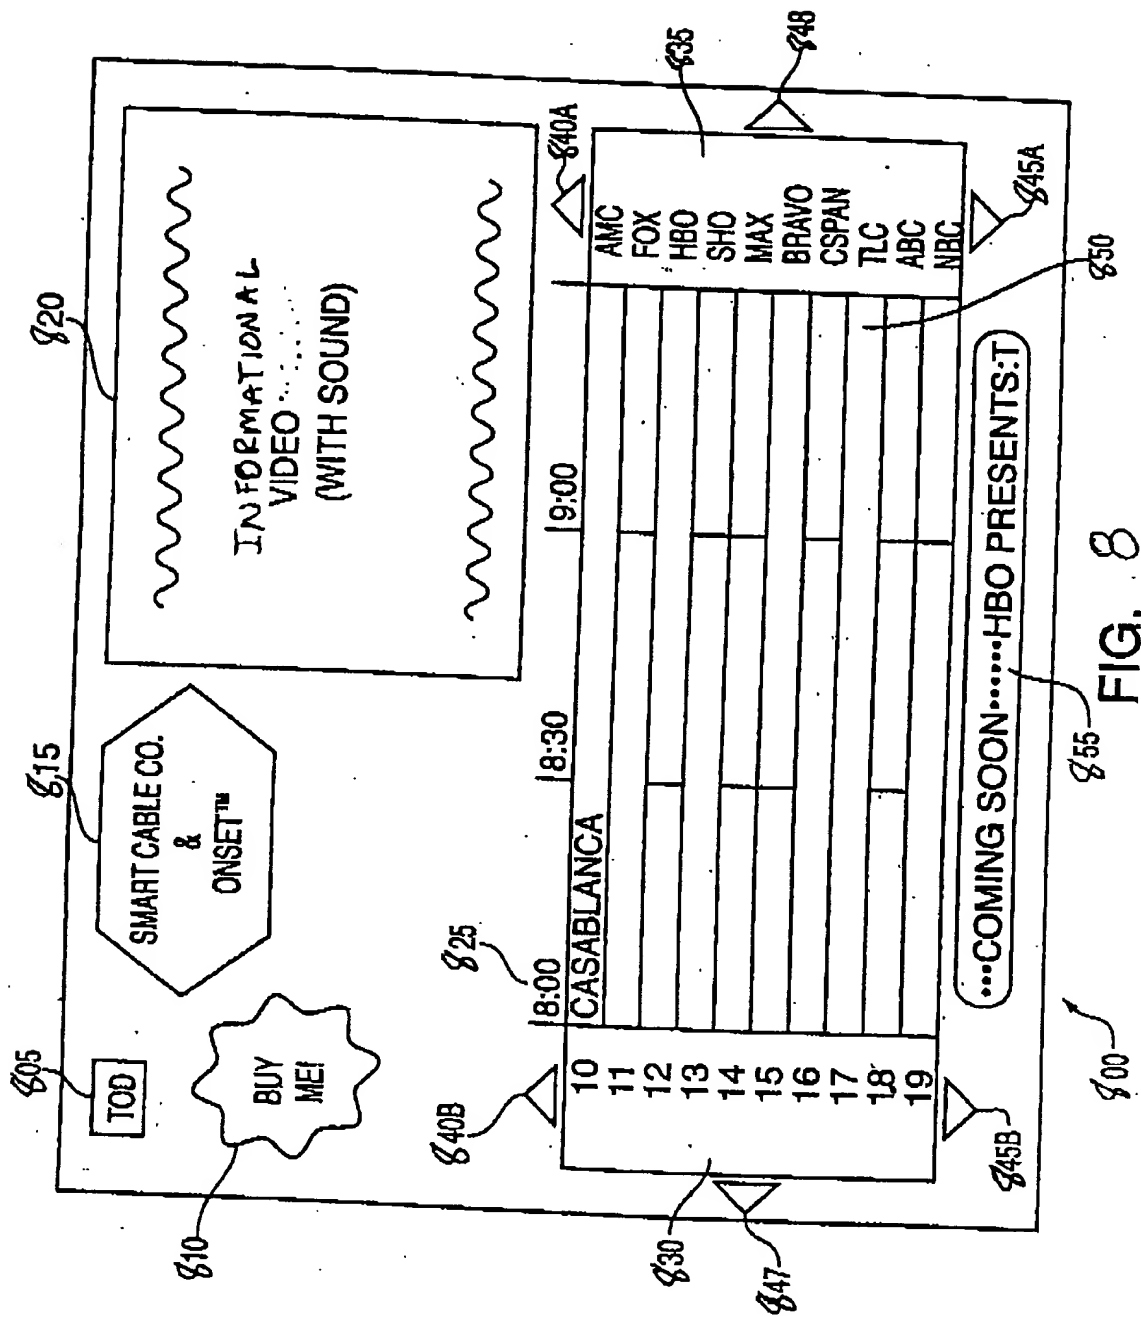 805
TOD
810
BUY
ME!
815
SMART CABLE CO.
&
ONSET™
820
INFORMATIONAL
VIDEO.........
(WITH SOUND)
825
8:00
8:30
9:00
840B
840A
830
835
847
848
10 CASABLANCA AMC
11 FOX
12 HBO
13 SHO
14 MAX
15 BRAVO
16 CSPAN
17 TLC
18 ABC
19 NBC
845B
845A
850
•••COMING SOON••••••HBO PRESENTS:T
855
800
FIG. 8